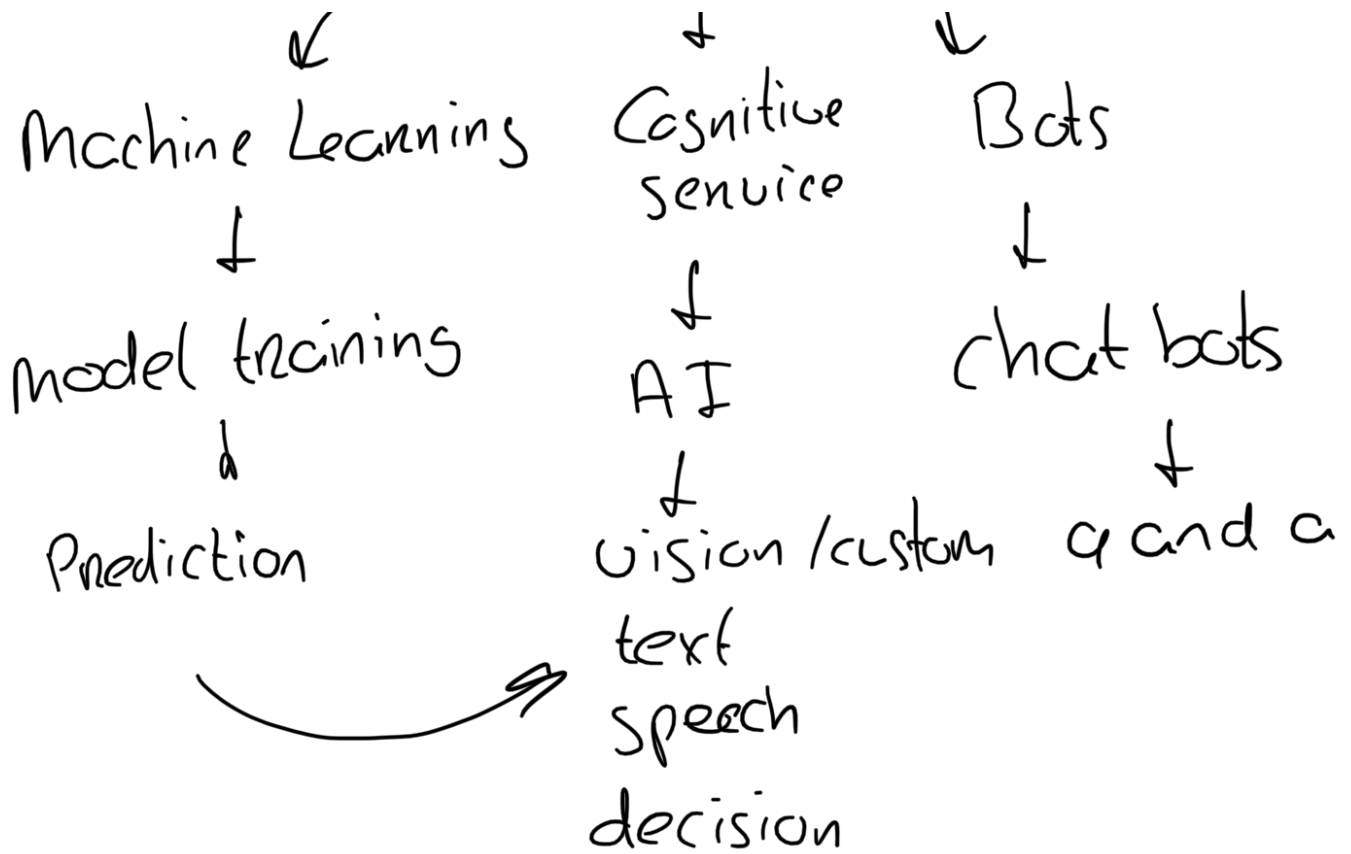 Machine Learning
Cognitive
service
Bots
Model training
AI
chat bots
Prediction
vision / custom
q and a
text
speech
decision